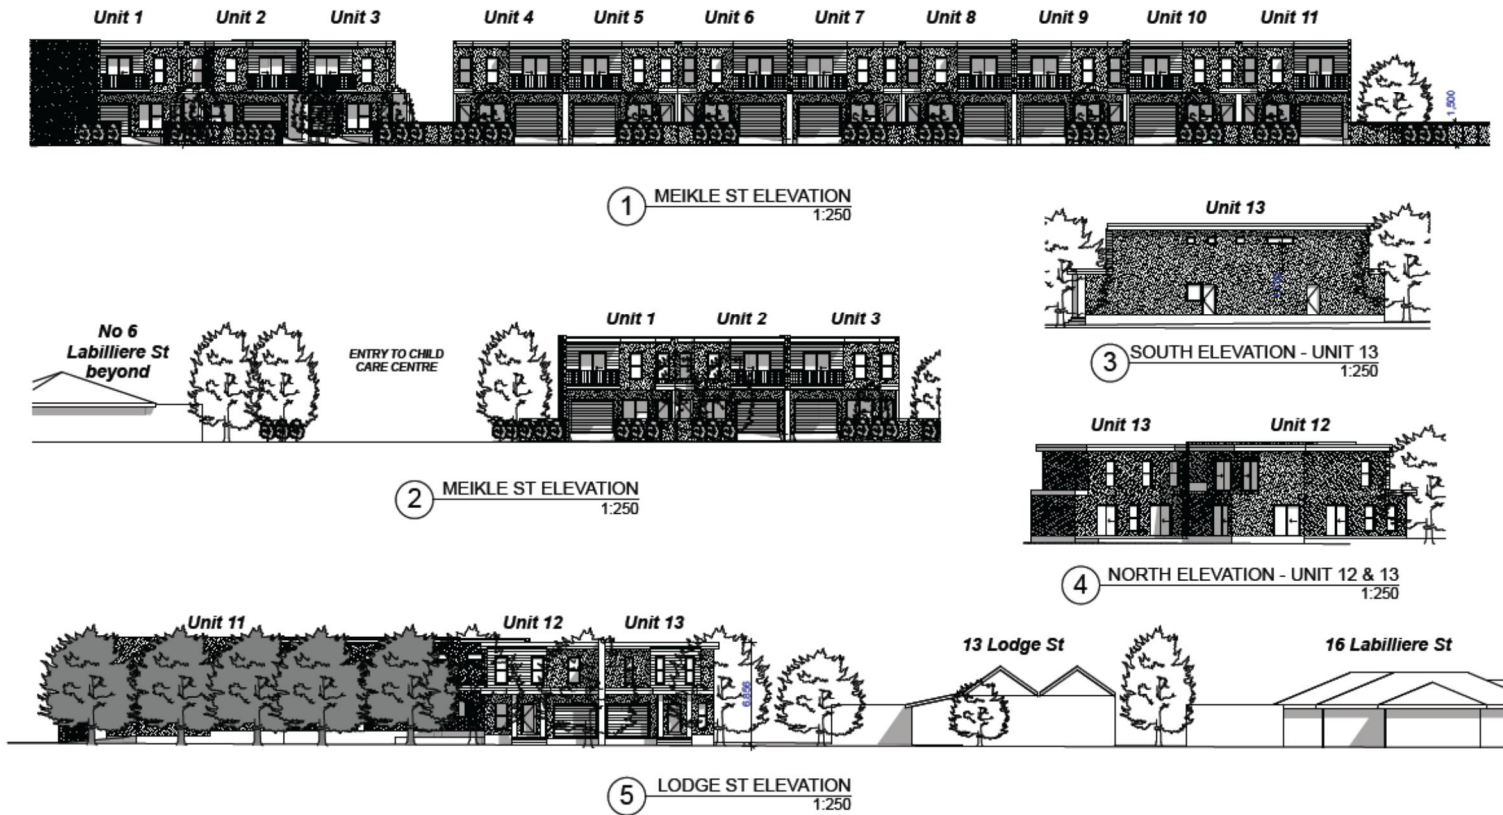 Unit 1 Unit 2 Unit 3 Unit 4 Unit 5 Unit 6 Unit 7 Unit 8 Unit 9 Unit 10 Unit 11
1,500
1 MEIKLE ST ELEVATION
1:250
Unit 13
3 SOUTH ELEVATION - UNIT 13
1:250
No 6
Labilliere St
beyond
ENTRY TO CHILD
CARE CENTRE
Unit 1 Unit 2 Unit 3
2 MEIKLE ST ELEVATION
1:250
Unit 13 Unit 12
4 NORTH ELEVATION - UNIT 12 & 13
1:250
Unit 11 Unit 12 Unit 13 13 Lodge St 16 Labilliere St
6,856
5 LODGE ST ELEVATION
1:250